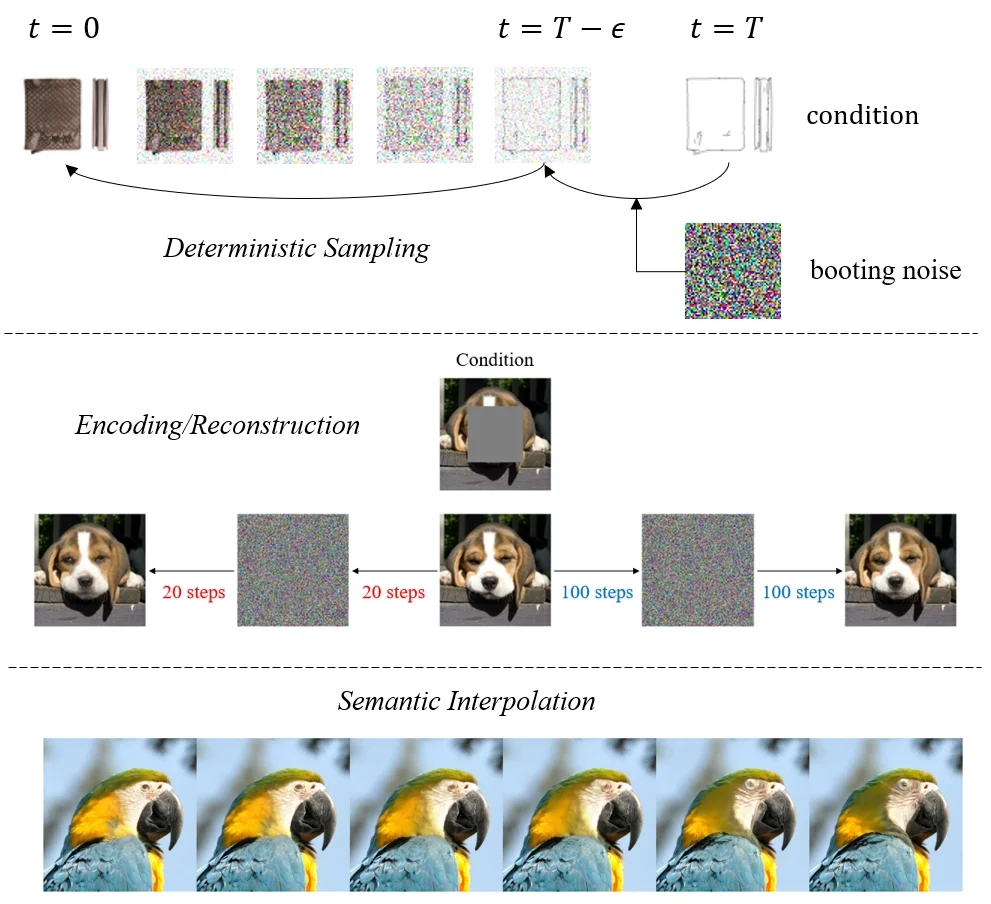 t = 0
t = T − ϵ
t = T
condition
Deterministic Sampling
booting noise
Condition
Encoding/Reconstruction
20 steps
20 steps
100 steps
100 steps
Semantic Interpolation